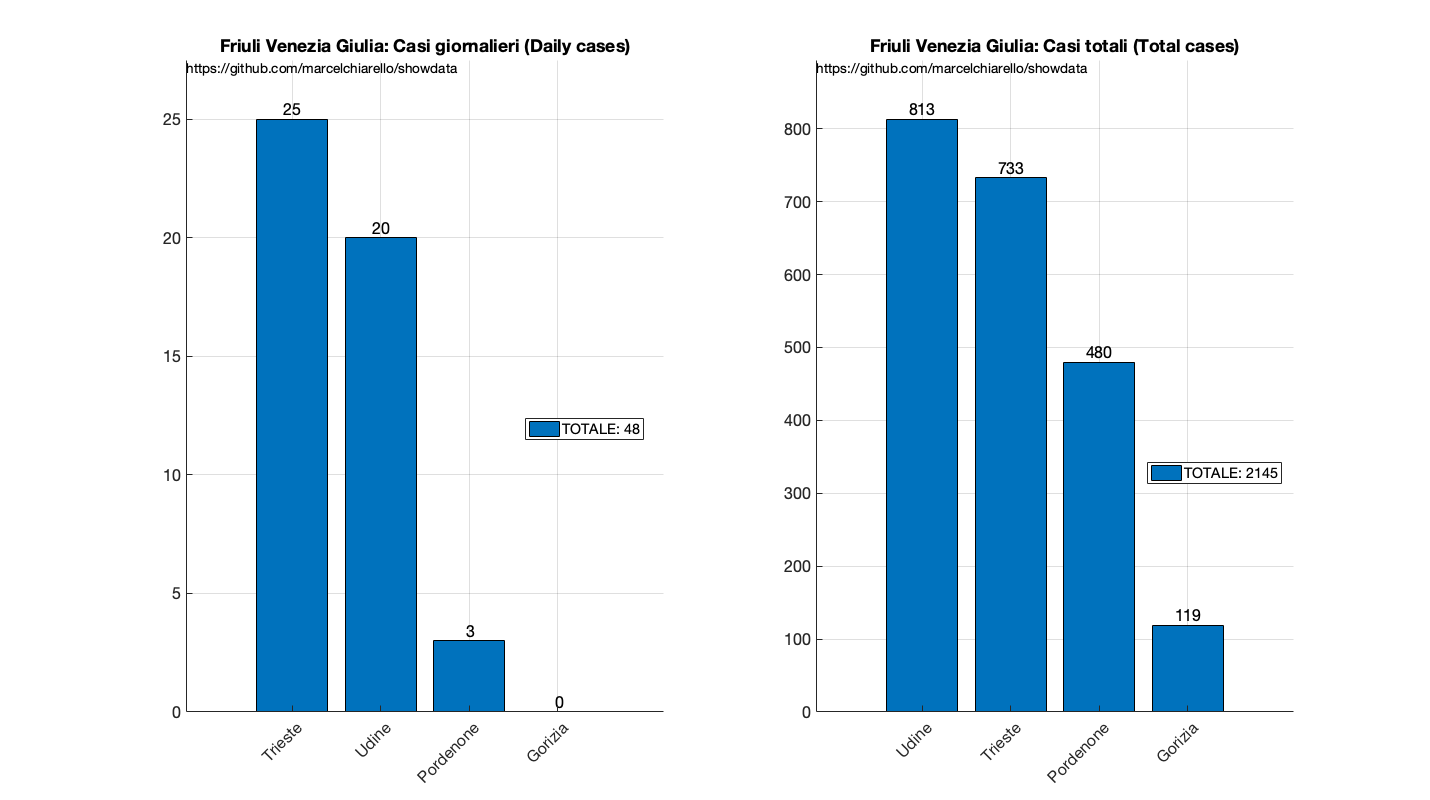 Friuli Venezia Giulia: Casi giornalieri (Daily cases)
https://github.com/marcelchiarello/showdata
25
20
15
10
5
0
25
20
3
0
TOTALE: 48
Trieste
Udine
Pordenone
Gorizia
Friuli Venezia Giulia: Casi totali (Total cases)
https://github.com/marcelchiarello/showdata
800
700
600
500
400
300
200
100
0
813
733
480
119
TOTALE: 2145
Udine
Trieste
Pordenone
Gorizia